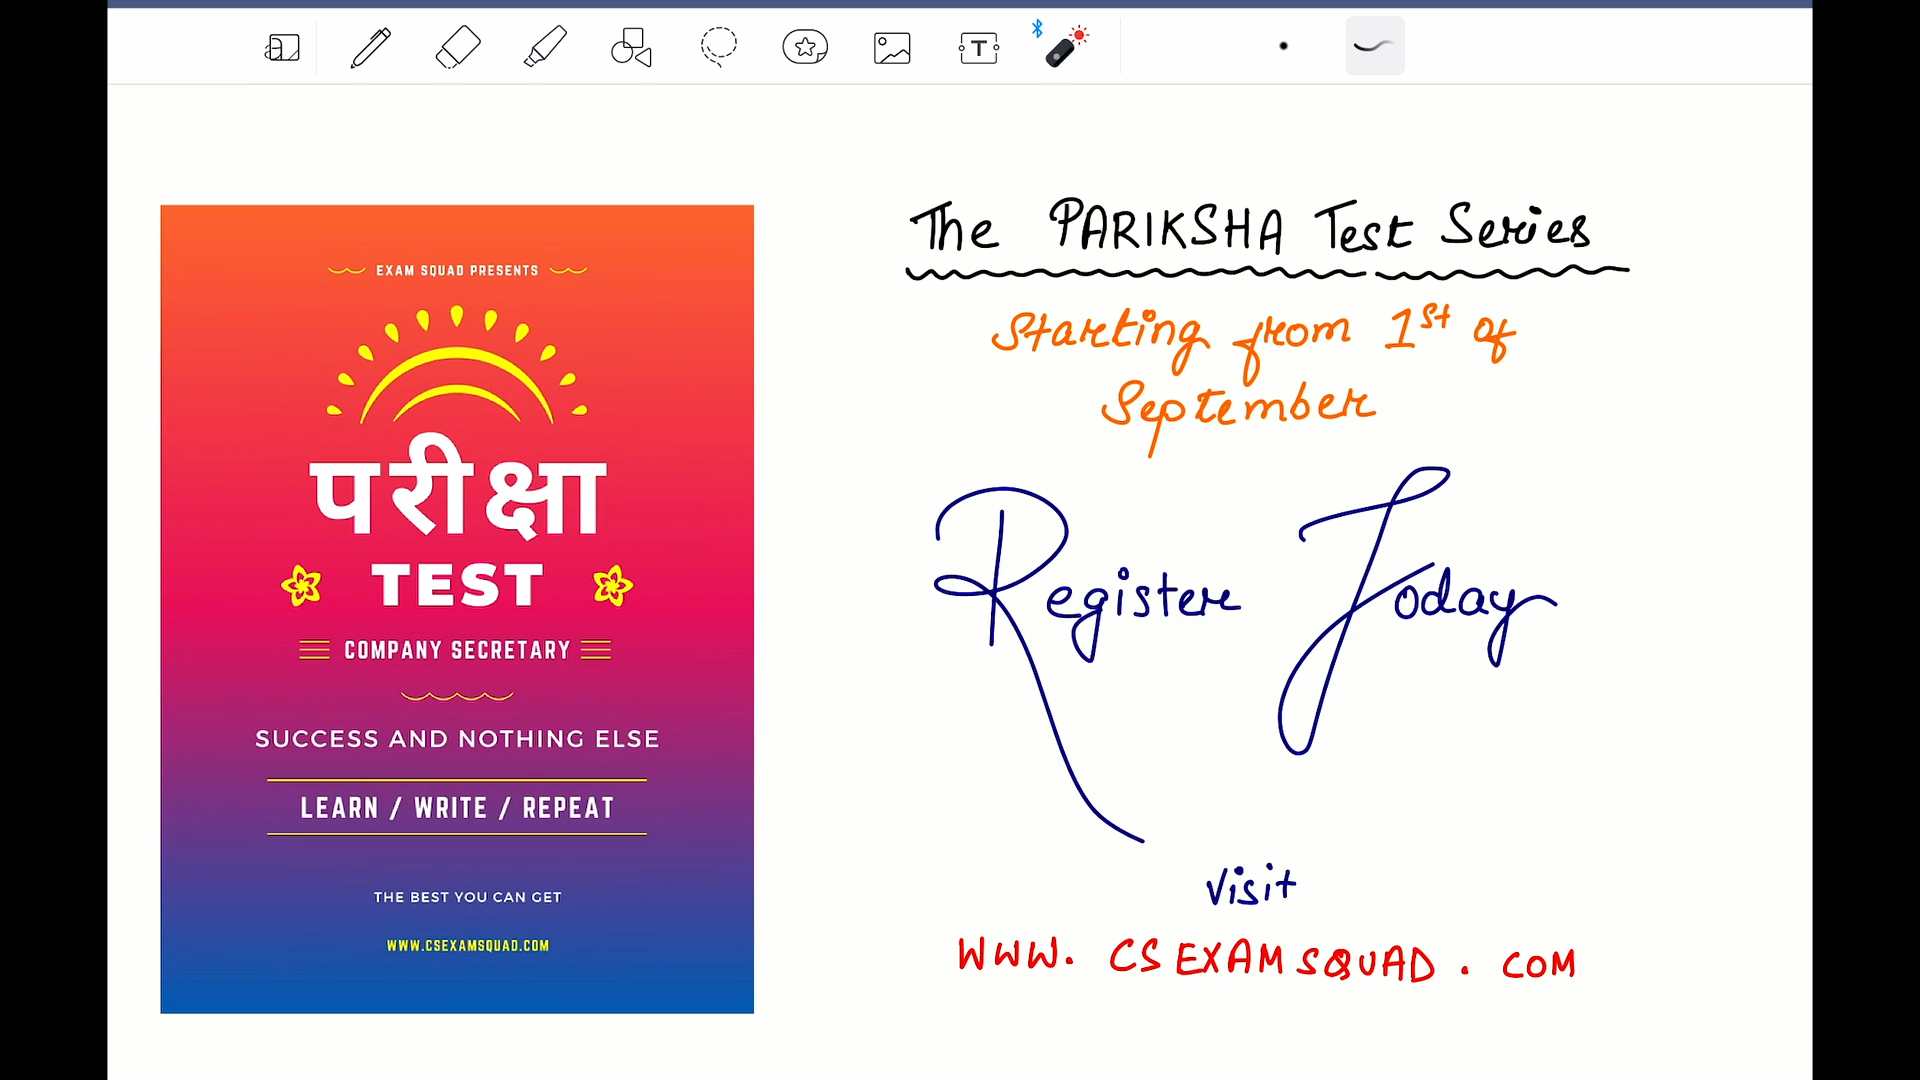 EXAM SQUAD PRESENTS
परीक्षा
TEST
COMPANY SECRETARY
SUCCESS AND NOTHING ELSE
LEARN / WRITE / REPEAT
THE BEST YOU CAN GET
WWW.CSEXAMSQUAD.COM
The PARIKSHA Test Series
Starting from 1st of
September
Register Today
Visit
WWW. CSEXAMSQUAD . COM